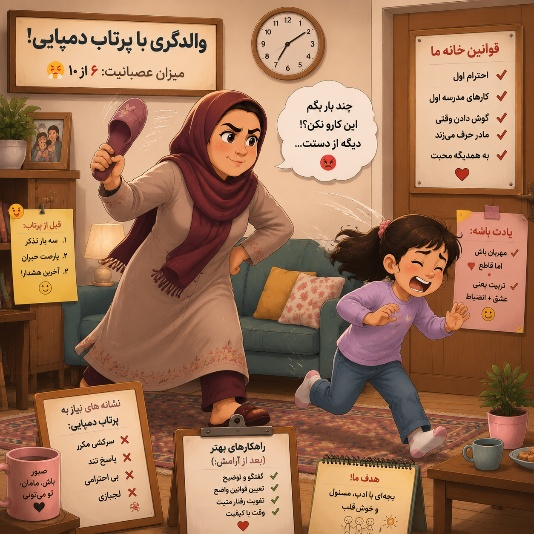 والدگری با پرتاب دمپایی!
میزان عصبانیت: ۶ از ۱۰
قوانین خانه ما
احترام اول
کارهای مدرسه اول
گوش دادن وقتی
مادر حرف می‌زند
به همدیگه محبت
چند بار بگم
این کارو نکن؟!
دیگه از دستت...
قبل از پرتاب:
۱. سه بار تذکر
۲. فرصت جبران
۳. آخرین هشدار!
یادت باشه:
مهربان باش
اما قاطع
تربیت یعنی
عشق + انضباط
نشانه های نیاز به
پرتاب دمپایی:
سرکشی مکرر
پاسخ تند
بی احترامی
لجبازی
راهکارهای بهتر
(بعد از آرامش:)
گفتگو و توضیح
تعیین قوانین واضح
تقویت رفتار مثبت
وقت با کیفیت
هدف ما!
بچه‌ای با ادب، مسئول
و خوش قلب
صبور
باش، مامان،
تو می‌تونی